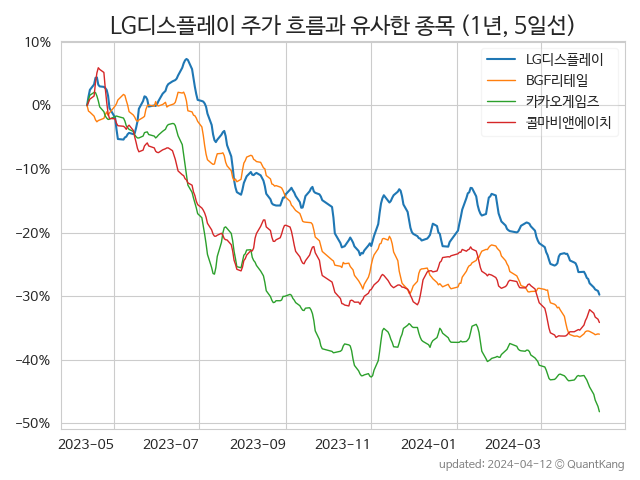 LG디스플레이 주가 흐름과 유사한 종목 (1년, 5일선)
10%
0%
-10%
-20%
-30%
-40%
-50%
LG디스플레이
BGF리테일
카카오게임즈
콜마비앤에이치
2023-05 2023-07 2023-09 2023-11 2024-01 2024-03
updated: 2024-04-12 © QuantKang